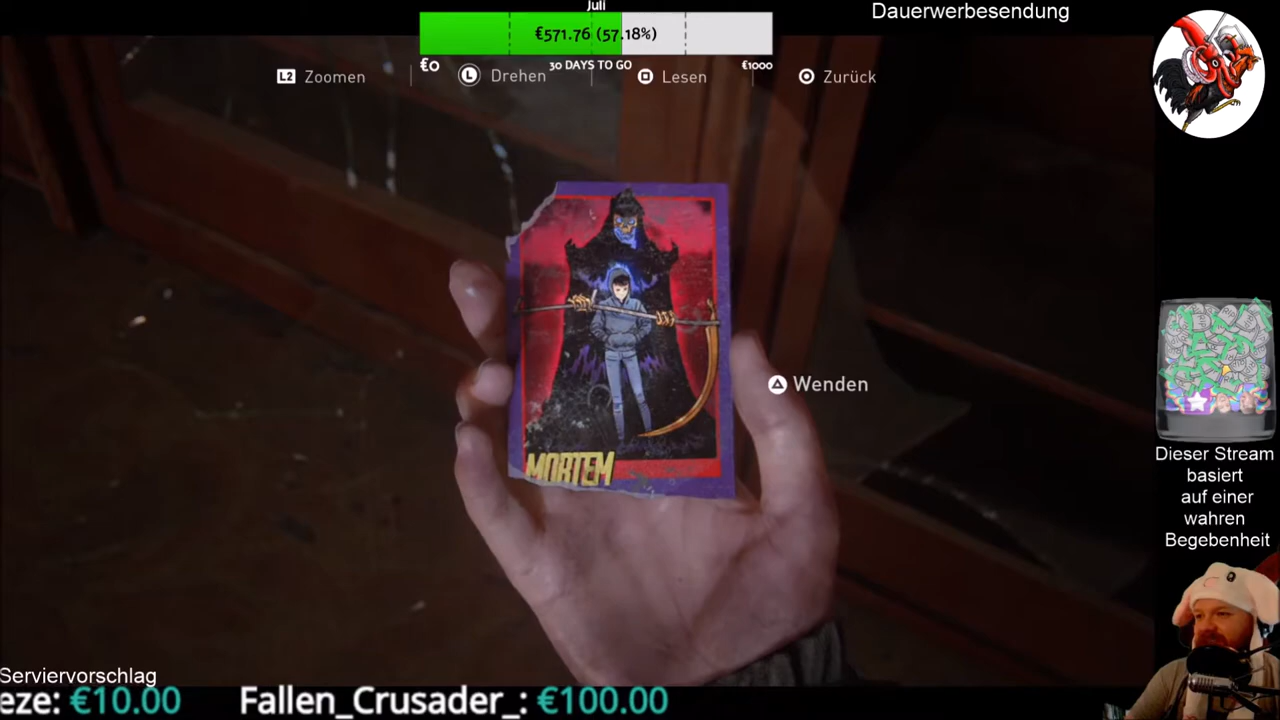 Juli
Dauerwerbesendung
€571.76 (57.18%)
€0
30 DAYS TO GO
€1000
L2 Zoomen
L Drehen
Lesen
Zurück
Wenden
MORTEM
Dieser Stream
basiert
auf einer
wahren
Begebenheit
Serviervorschlag
eze: €10.00 Fallen_Crusader_: €100.00